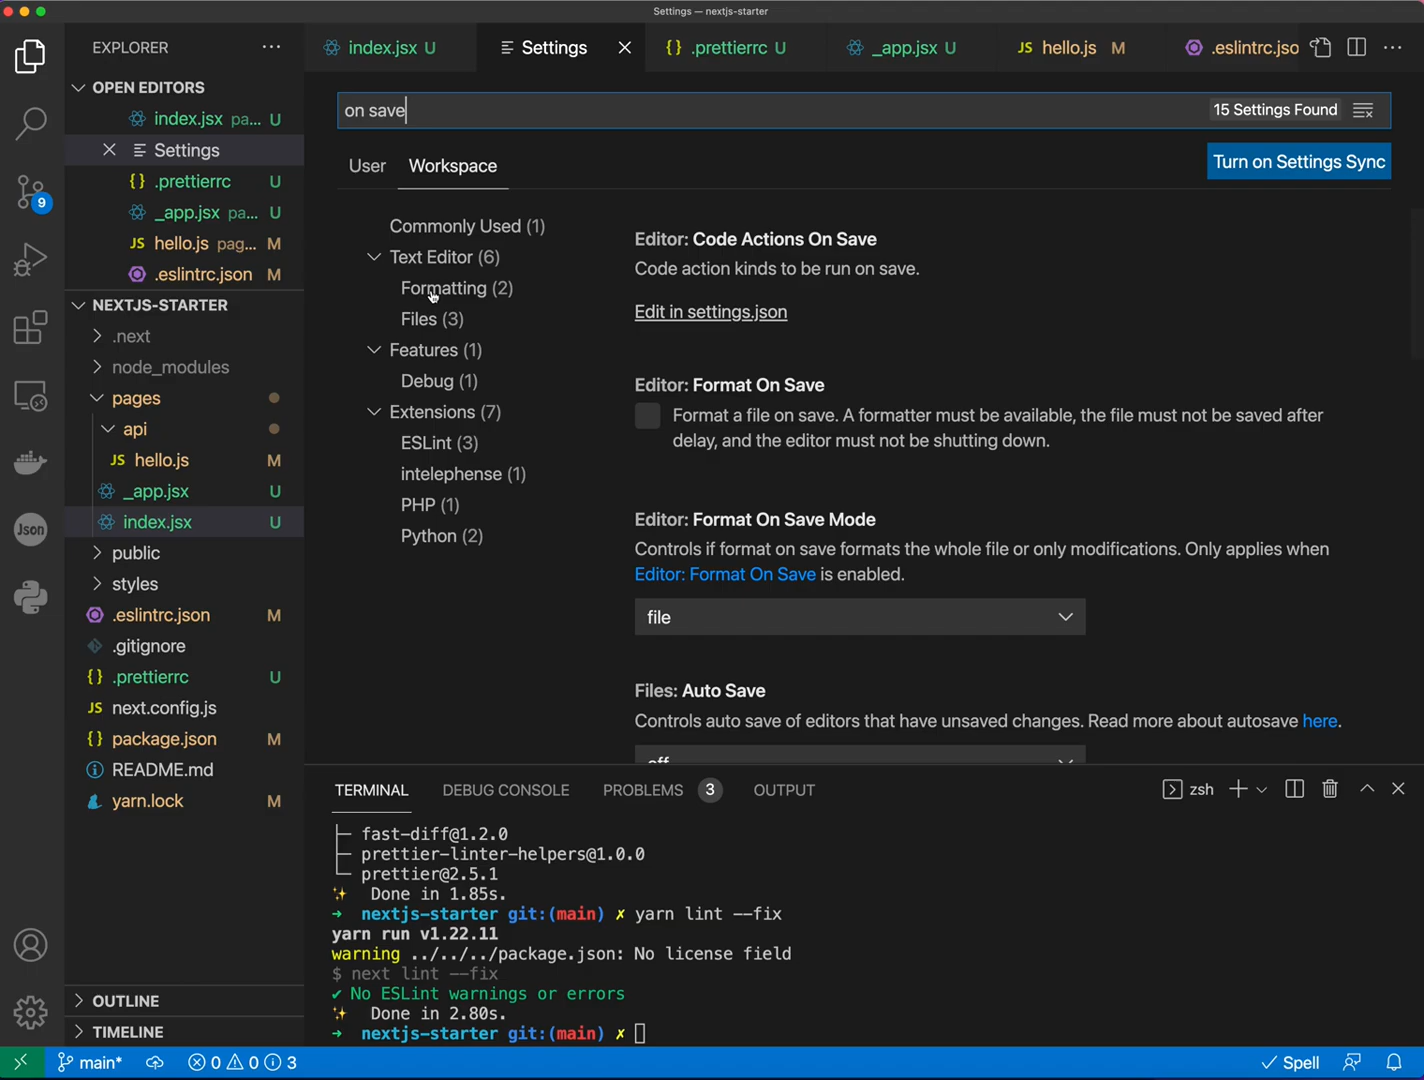 Settings — nextjs-starter
EXPLORER
index.jsx U
Settings
{} .prettierrc U
_app.jsx U
JS hello.js M
.eslintrc.jso
OPEN EDITORS
index.jsx pa... U
Settings
{} .prettierrc U
_app.jsx pa... U
JS hello.js pag... M
.eslintrc.json M
NEXTJS-STARTER
.next
node_modules
pages
api
JS hello.js M
_app.jsx U
index.jsx U
public
styles
.eslintrc.json M
.gitignore
{} .prettierrc U
JS next.config.js
{} package.json M
README.md
yarn.lock M
OUTLINE
TIMELINE
9
Json
on save
15 Settings Found
User
Workspace
Turn on Settings Sync
Commonly Used (1)
Text Editor (6)
Formatting (2)
Files (3)
Features (1)
Debug (1)
Extensions (7)
ESLint (3)
intelephense (1)
PHP (1)
Python (2)
Editor: Code Actions On Save
Code action kinds to be run on save.
Edit in settings.json
Editor: Format On Save
Format a file on save. A formatter must be available, the file must not be saved after
delay, and the editor must not be shutting down.
Editor: Format On Save Mode
Controls if format on save formats the whole file or only modifications. Only applies when
Editor: Format On Save is enabled.
file
Files: Auto Save
Controls auto save of editors that have unsaved changes. Read more about autosave here.
off
TERMINAL
DEBUG CONSOLE
PROBLEMS 3
OUTPUT
zsh
├─ fast-diff@1.2.0
├─ prettier-linter-helpers@1.0.0
└─ prettier@2.5.1
✨ Done in 1.85s.
➜ nextjs-starter git:(main) ✗ yarn lint --fix
yarn run v1.22.11
warning ../../../package.json: No license field
$ next lint --fix
✔ No ESLint warnings or errors
✨ Done in 2.80s.
➜ nextjs-starter git:(main) ✗
main*
0 0 3
Spell